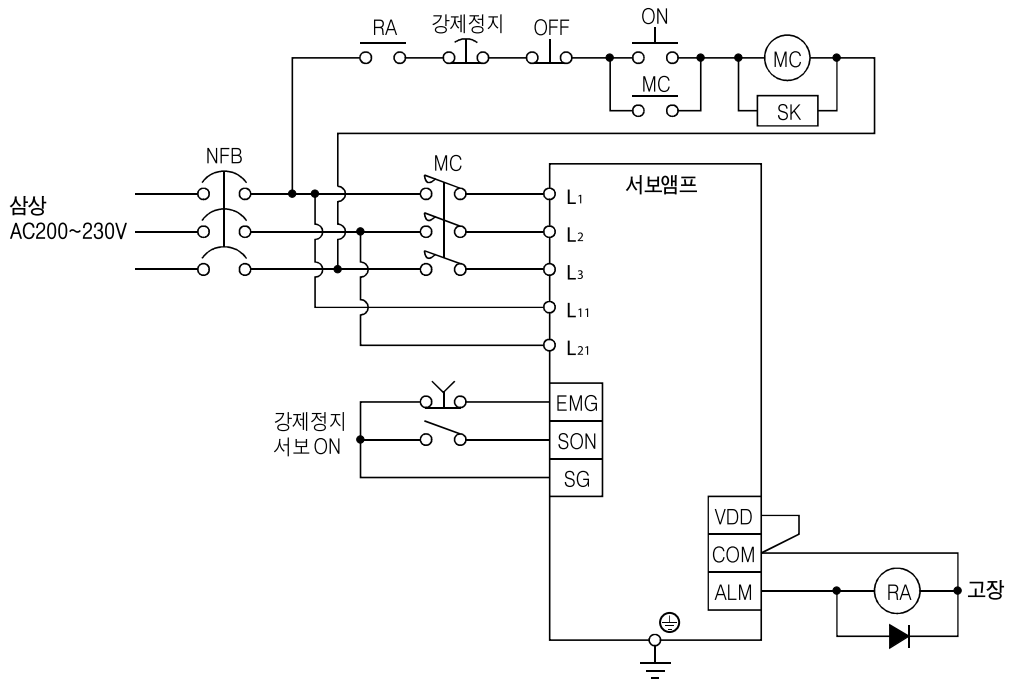 ON
RA 강제정지 OFF
MC
MC
SK
NFB
MC
서보앰프
삼상
AC200~230V
L1
L2
L3
L11
L21
강제정지
서보 ON
EMG
SON
SG
VDD
COM
ALM
RA
고장